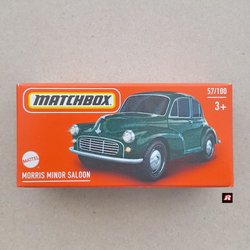 57/100
MATCHBOX
3+
MATTEL
MORRIS MINOR SALOON
R